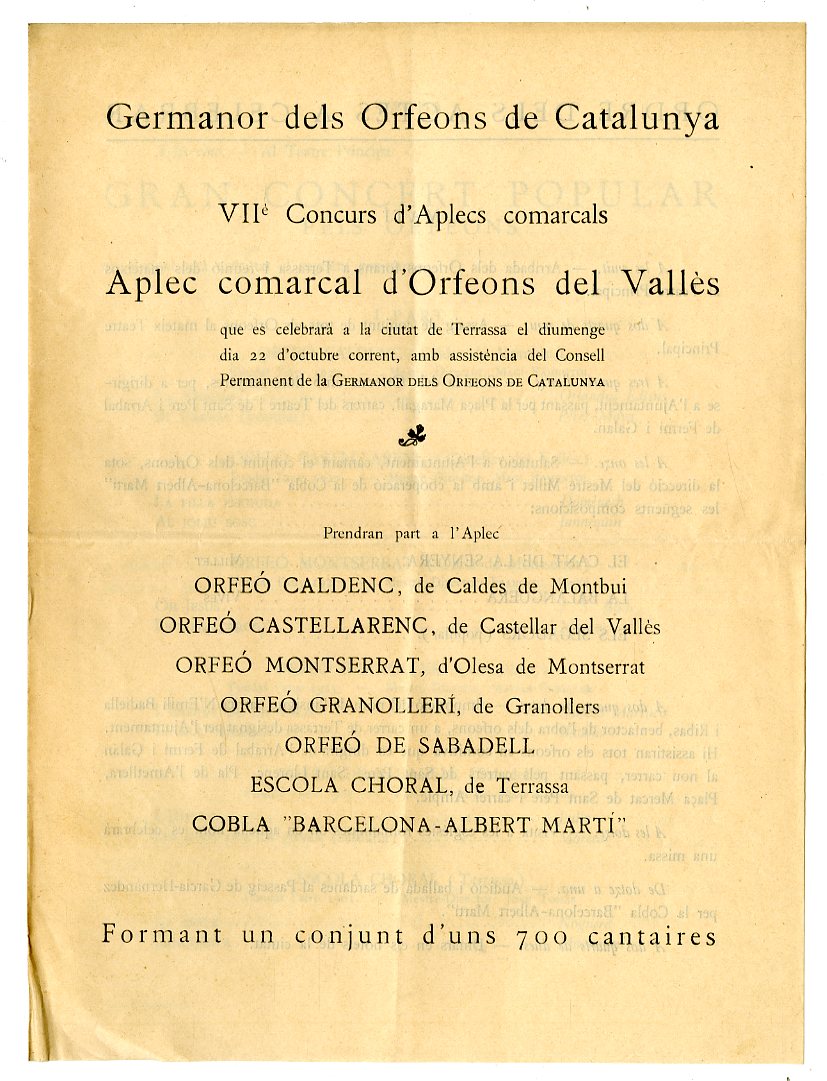 Germanor dels Orfeons de Catalunya
VIIè Concurs d'Aplecs comarcals
Aplec comarcal d'Orfeons del Vallès
que es celebrarà a la ciutat de Terrassa el diumenge
dia 22 d'octubre corrent, amb assistència del Consell
Permanent de la GERMANOR DELS ORFEONS DE CATALUNYA
Prendran part a l'Aplec
ORFEÓ CALDENC, de Caldes de Montbui
ORFEÓ CASTELLARENC, de Castellar del Vallès
ORFEÓ MONTSERRAT, d'Olesa de Montserrat
ORFEÓ GRANOLLERÍ, de Granollers
ORFEÓ DE SABADELL
ESCOLA CHORAL, de Terrassa
COBLA "BARCELONA-ALBERT MARTÍ"
Formant un conjunt d'uns 700 cantaires